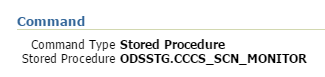 Command
Command Type Stored Procedure
Stored Procedure ODSSTG.CCCS_SCN_MONITOR